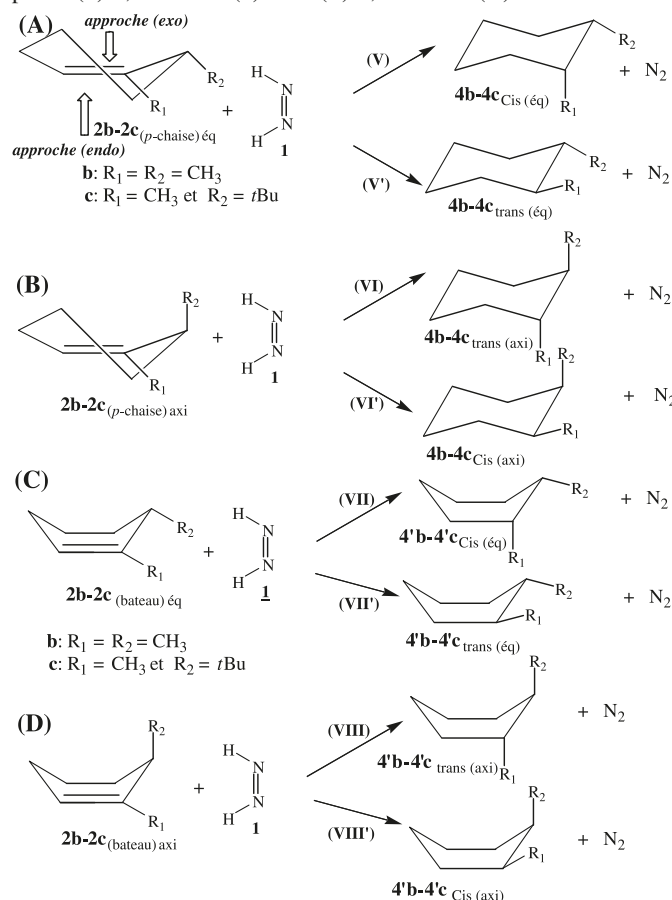 (A)
approche (exo)
R2
R1
2b-2c(p-chaise) éq
approche (endo)
+
H
N
N
H
1
b: R1 = R2 = CH3
c: R1 = CH3 et R2 = tBu
(V)
R2
R1
4b-4cCis (éq)
+ N2
(V')
R2
R1
4b-4c trans (éq)
+ N2
(B)
R2
R1
2b-2c(p-chaise) axi
+
H
N
N
H
1
(VI)
R2
R1
4b-4c trans (axi)
+ N2
(VI')
R2
R1
4b-4cCis (axi)
+ N2
(C)
R2
R1
2b-2c (bateau) éq
+
H
N
N
H
1
b: R1 = R2 = CH3
c: R1 = CH3 et R2 = tBu
(VII)
R2
R1
4'b-4'cCis (éq)
+ N2
(VII')
R2
R1
4'b-4'c trans (éq)
+ N2
(D)
R2
R1
2b-2c(bateau) axi
+
H
N
N
H
1
(VIII)
R2
R1
4'b-4'c trans (axi)
+ N2
(VIII')
R2
R1
4'b-4'c Cis (axi)
+ N2